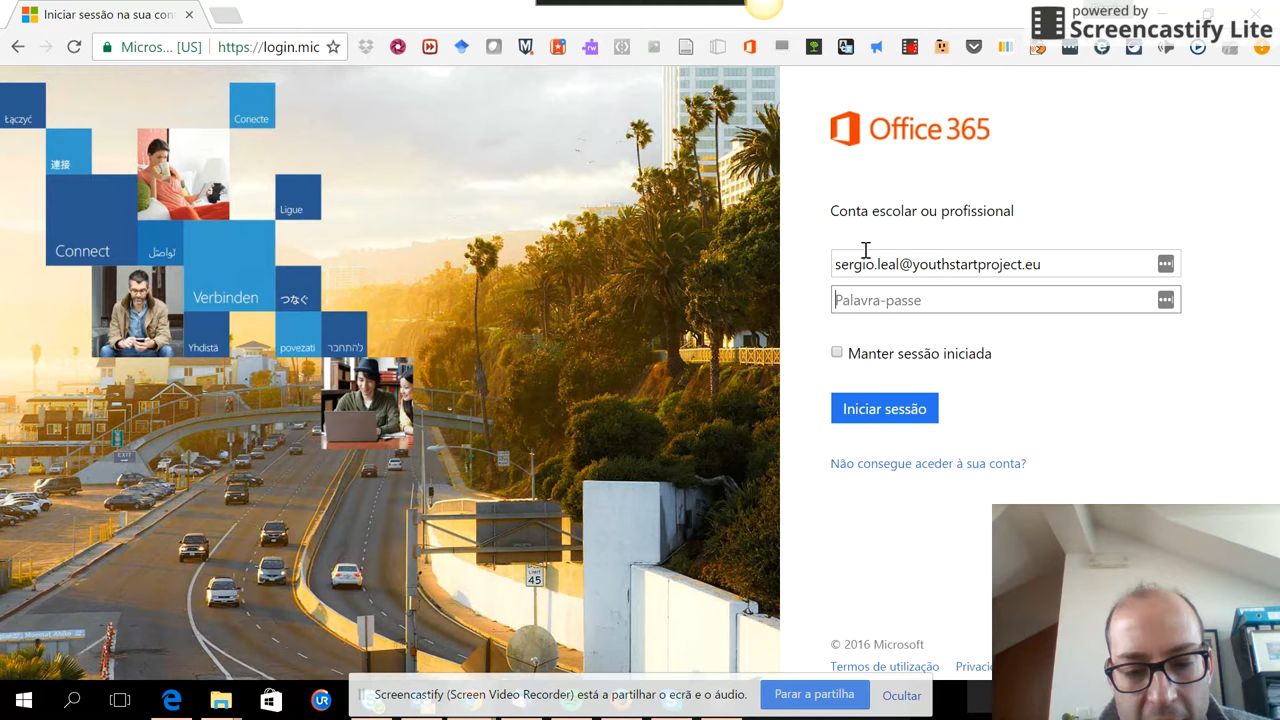 Iniciar sessão na sua con
powered by
Screencastify Lite
Micros... [US]
https://login.mic
Łączyć
Conecte
連接
Ligue
Connect
تواصل
Verbinden
つなぐ
Yhdistä
povezati
להתחבר
EXIT
LIMIT
45
Office 365
Conta escolar ou profissional
sergio.leal@youthstartproject.eu
Palavra-passe
Manter sessão iniciada
Iniciar sessão
Não consegue aceder à sua conta?
© 2016 Microsoft
Termos de utilização
Screencastify (Screen Video Recorder) está a partilhar o ecrã e o áudio.
Parar a partilha
Ocultar